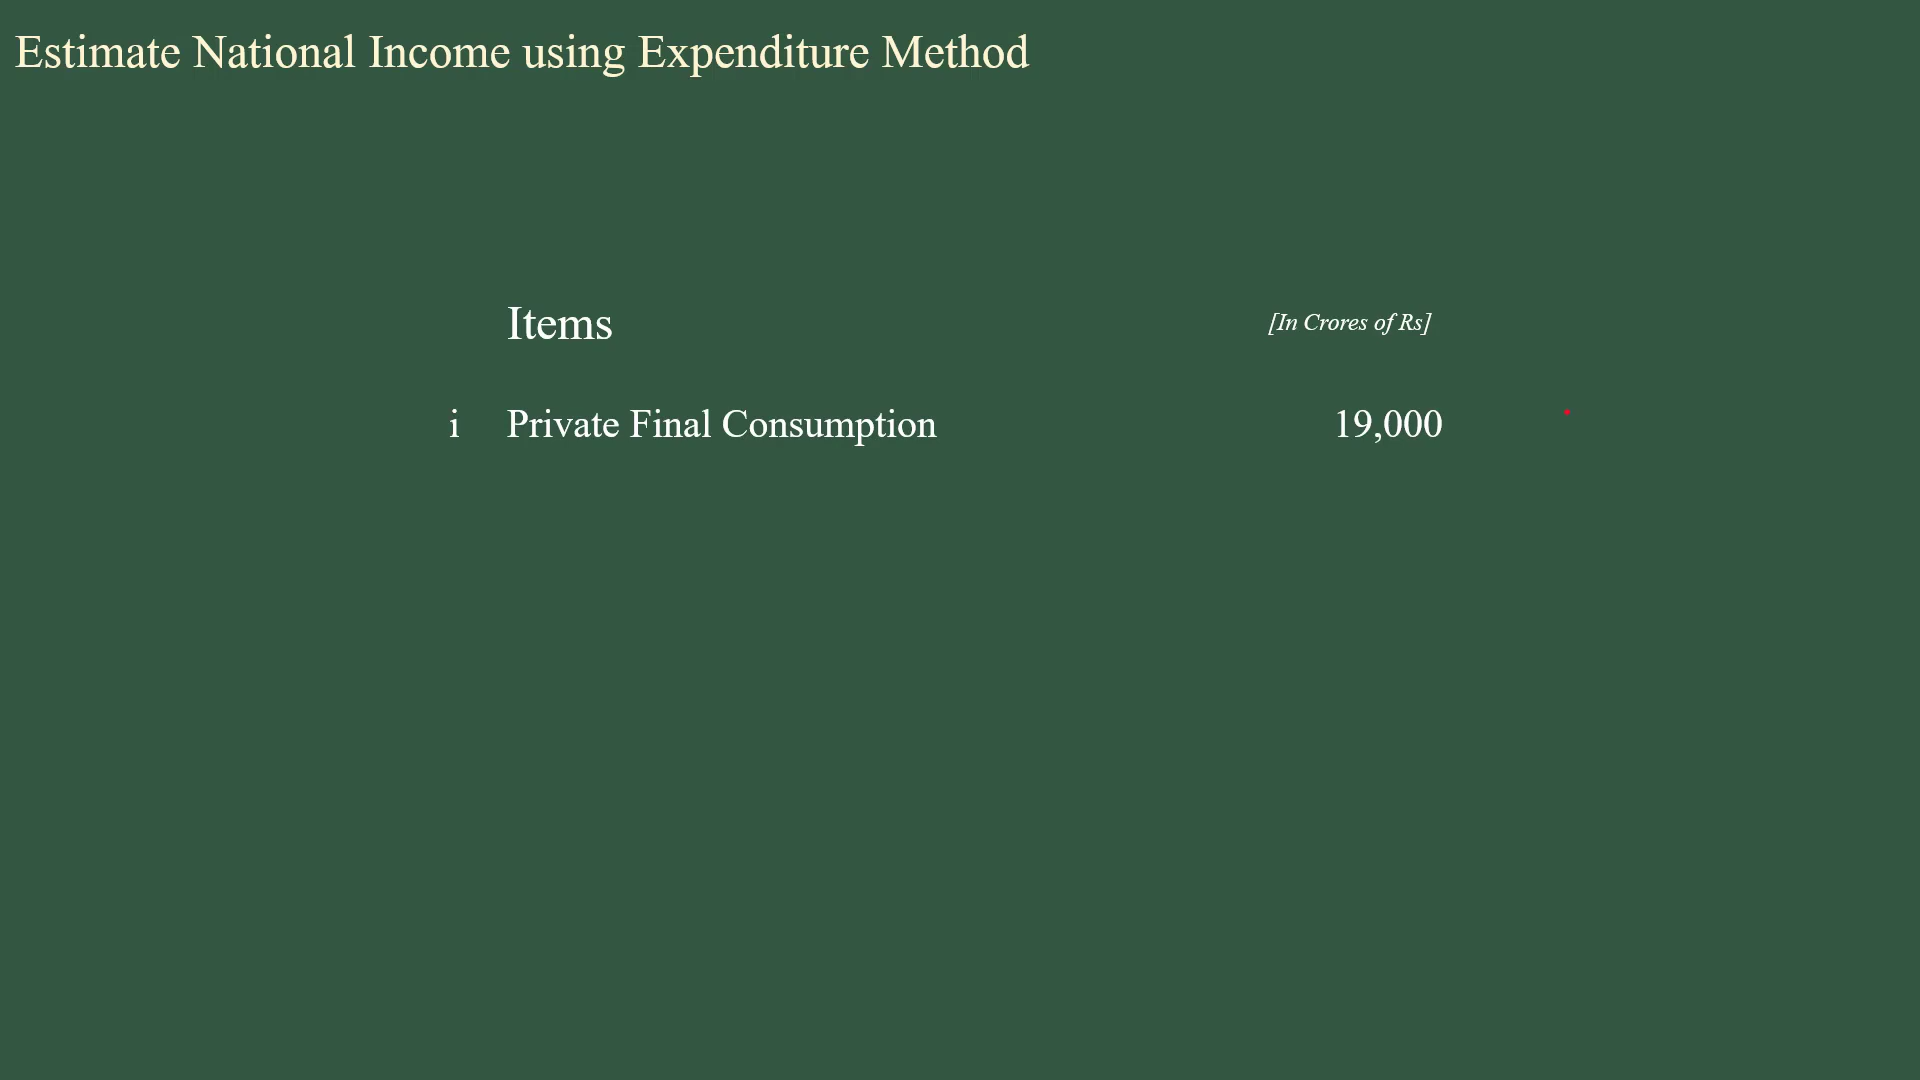 Estimate National Income using Expenditure Method
Items [In Crores of Rs]
i Private Final Consumption 19,000